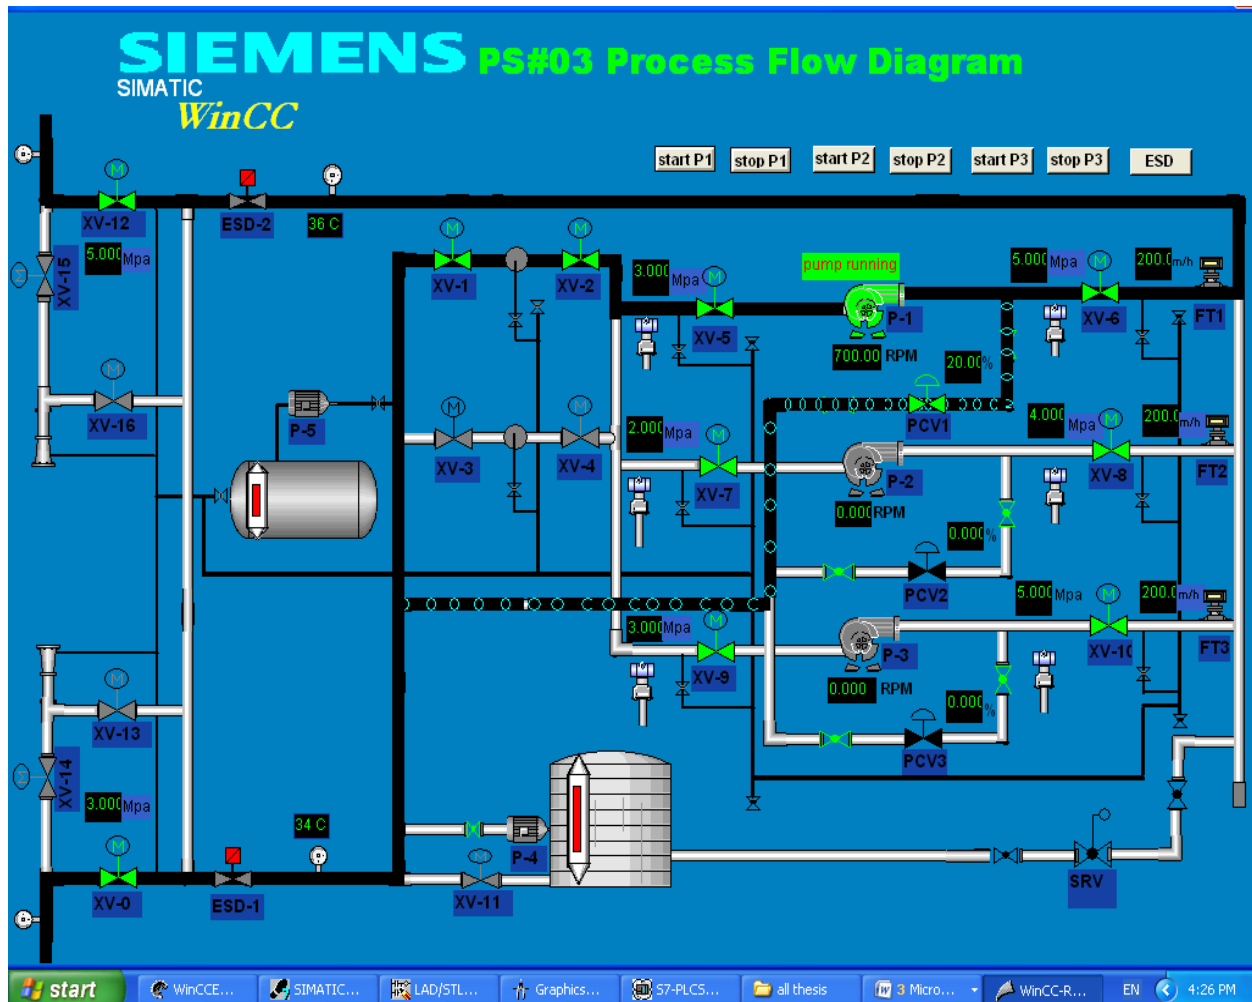 SIEMENS
PS#03 Process Flow Diagram
SIMATIC
WinCC
start P1
stop P1
start P2
stop P2
start P3
stop P3
ESD
M
XV-12
ESD-2
36 C
5.000 Mpa
XV-15
M
XV-16
M
XV-1
M
XV-2
3.000 Mpa
M
XV-5
pump running
P-1
700.00 RPM
5.000 Mpa
M
XV-6
200.0 m/h
FT1
20.00 %
PCV1
P-5
M
XV-3
M
XV-4
2.000 Mpa
M
XV-7
P-2
0.000 RPM
4.000 Mpa
M
XV-8
200.0 m/h
FT2
0.000 %
PCV2
3.000 Mpa
M
XV-9
P-3
0.000 RPM
5.000 Mpa
M
XV-10
200.0 m/h
FT3
0.000 %
PCV3
M
XV-13
M
XV-14
3.000 Mpa
M
XV-0
34 C
ESD-1
P-4
M
XV-11
SRV
start
WinCCE...
SIMATIC...
LAD/STL...
Graphics...
S7-PLCS...
all thesis
3 Micro...
WinCC-R...
EN
4:26 PM